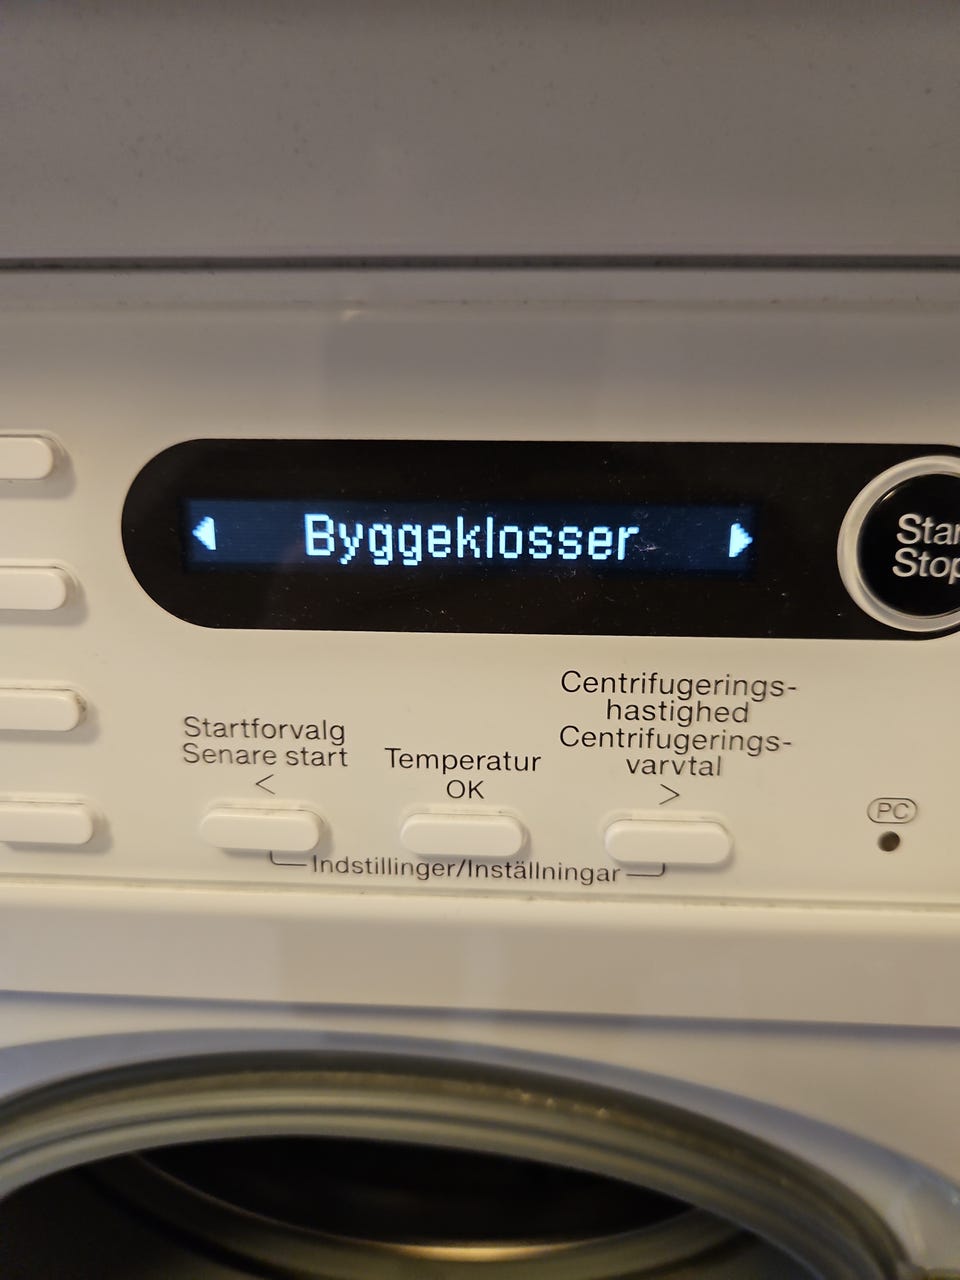 Byggeklosser
Start
Stop
Centrifugerings-
hastighed
Centrifugerings-
varvtal
Startforvalg
Senare start
<
Temperatur
OK
>
PC
Indstillinger/Inställningar